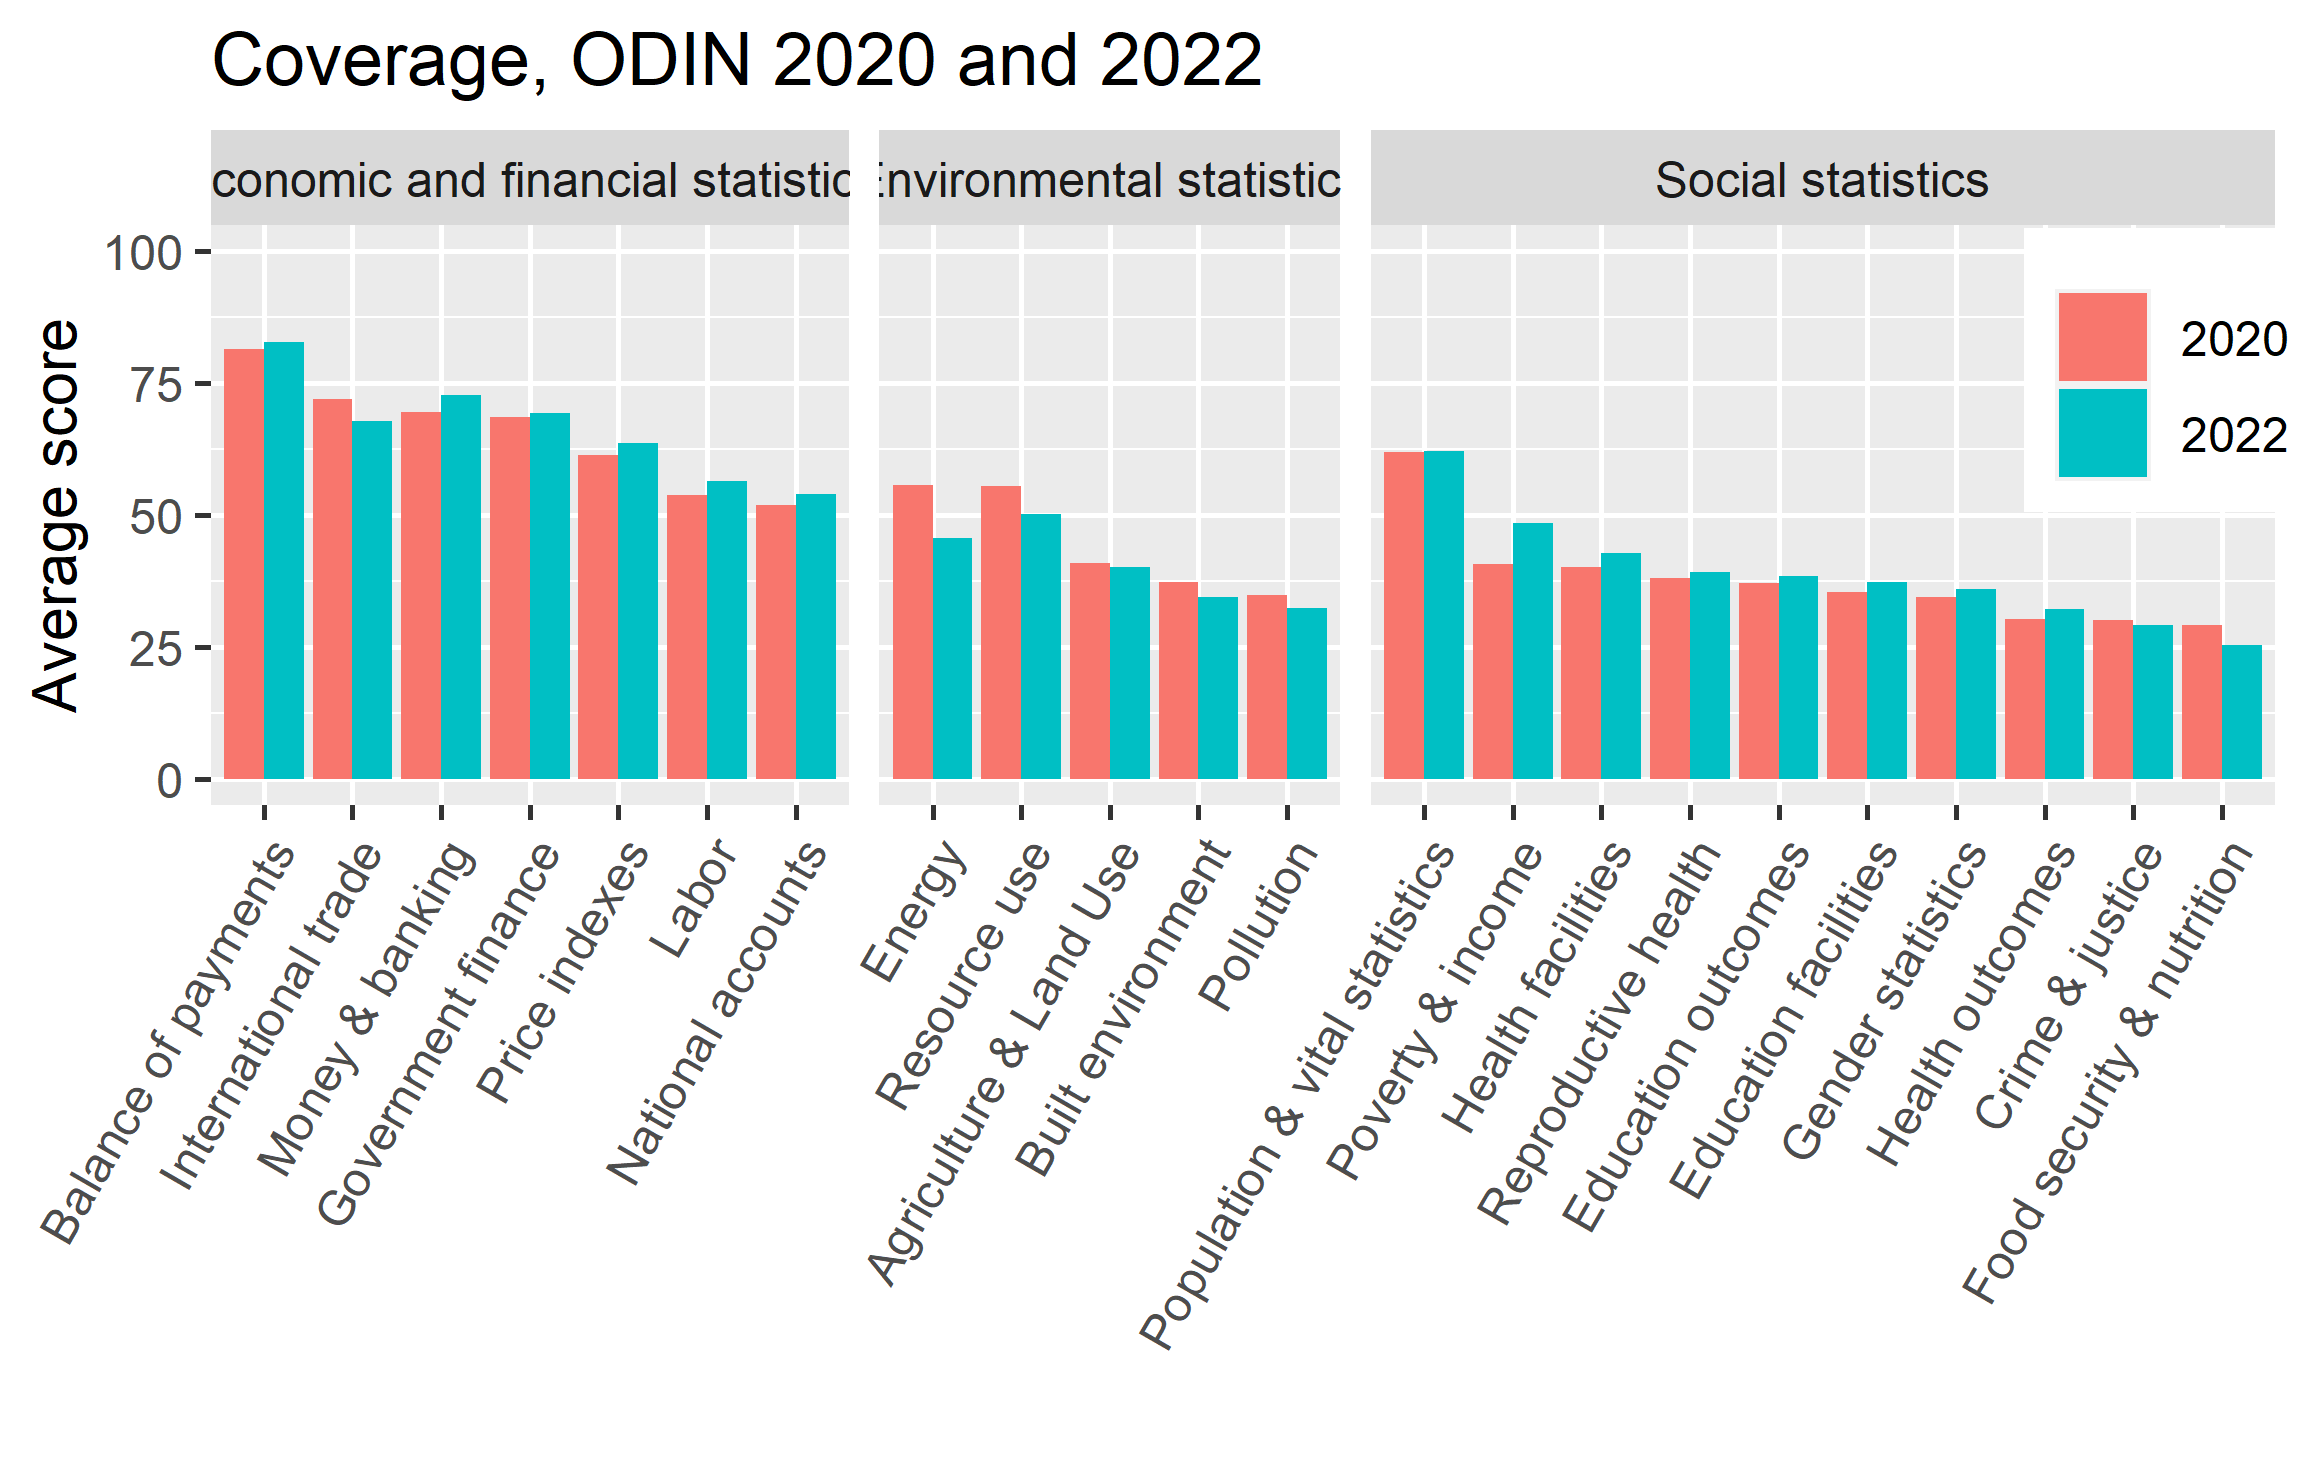 Coverage, ODIN 2020 and 2022
conomic and financial statistic
Environmental statistic
Social statistics
2020
2022
Average score
100
75
50
25
0
Balance of payments
International trade
Money & banking
Government finance
Price indexes
Labor
National accounts
Energy
Resource use
Agriculture & Land Use
Built environment
Pollution
Population & vital statistics
Poverty & income
Health facilities
Reproductive health
Education outcomes
Education facilities
Gender statistics
Health outcomes
Crime & justice
Food security & nutrition